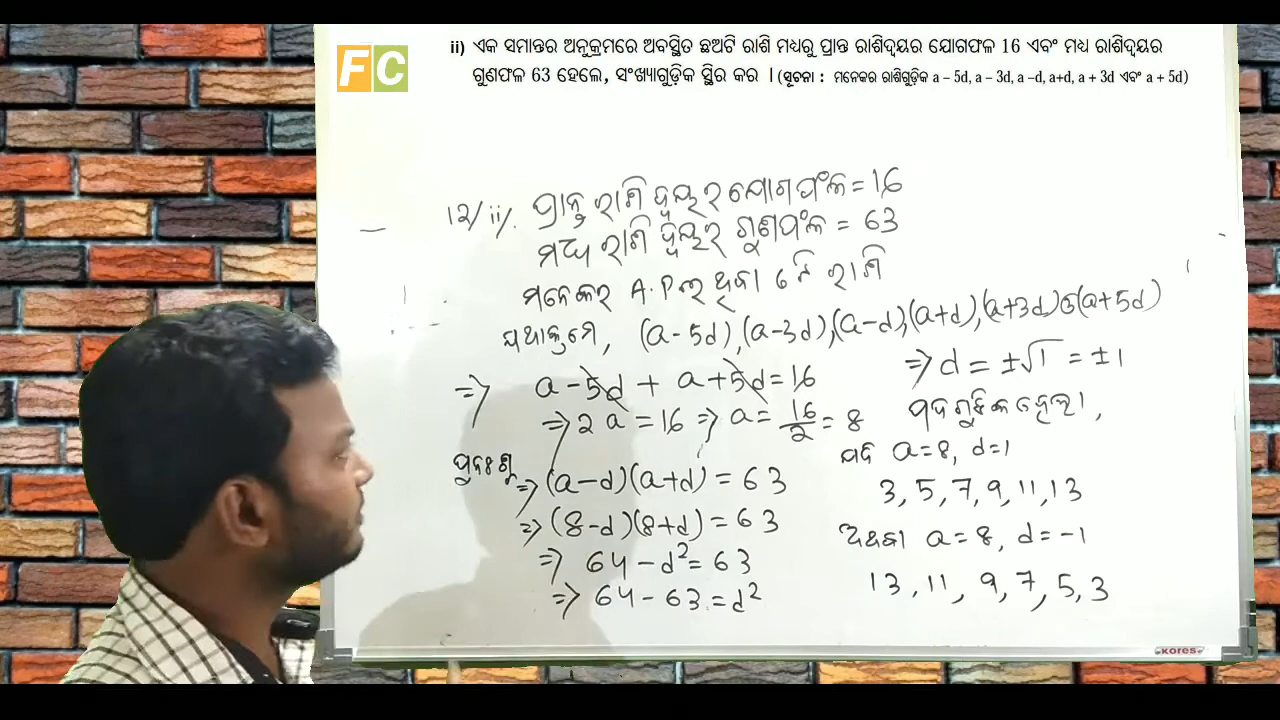 FC
ii) ଏକ ସମାନ୍ତର ଅନୁକ୍ରମରେ ଅବସ୍ଥିତ ଛଅଟି ରାଶି ମଧ୍ୟରୁ ପ୍ରାନ୍ତ ରାଶିଦ୍ୱୟର ଯୋଗଫଳ 16 ଏବଂ ମଧ୍ୟ ରାଶିଦ୍ୱୟର
ଗୁଣଫଳ 63 ହେଲେ, ସଂଖ୍ୟାଗୁଡ଼ିକ ସ୍ଥିର କର । (ସୂଚନା : ମନେକର ରାଶିଗୁଡ଼ିକ a – 5d, a – 3d, a –d, a+d, a + 3d ଏବଂ a + 5d)
12/ii/. ପ୍ରାନ୍ତ ରାଶି ଦ୍ୱୟର ଯୋଗଫଳ = 16
ମଧ୍ୟ ରାଶି ଦ୍ୱୟର ଗୁଣଫଳ = 63
ମନେକର A.P ରେ ଥିବା 6ଟି ରାଶି
ଯଥାକ୍ରମେ, (a - 5d), (a - 3d), (a - d), (a + d), (a + 3d) ଓ (a + 5d)
⇒ a - 5d + a + 5d = 16
⇒ 2a = 16 ⇒ a = 16/2 = 8
ପୁନଃଶ୍ଚ
⇒ (a - d)(a + d) = 63
⇒ (8 - d)(8 + d) = 63
⇒ 64 - d² = 63
⇒ 64 - 63 = d²
⇒ d = ±√1 = ±1
ପଦଗୁଡ଼ିକ ହେଲା,
ଯଦି a = 8, d = 1
3, 5, 7, 9, 11, 13
ଅଥବା a = 8, d = -1
13, 11, 9, 7, 5, 3
kores